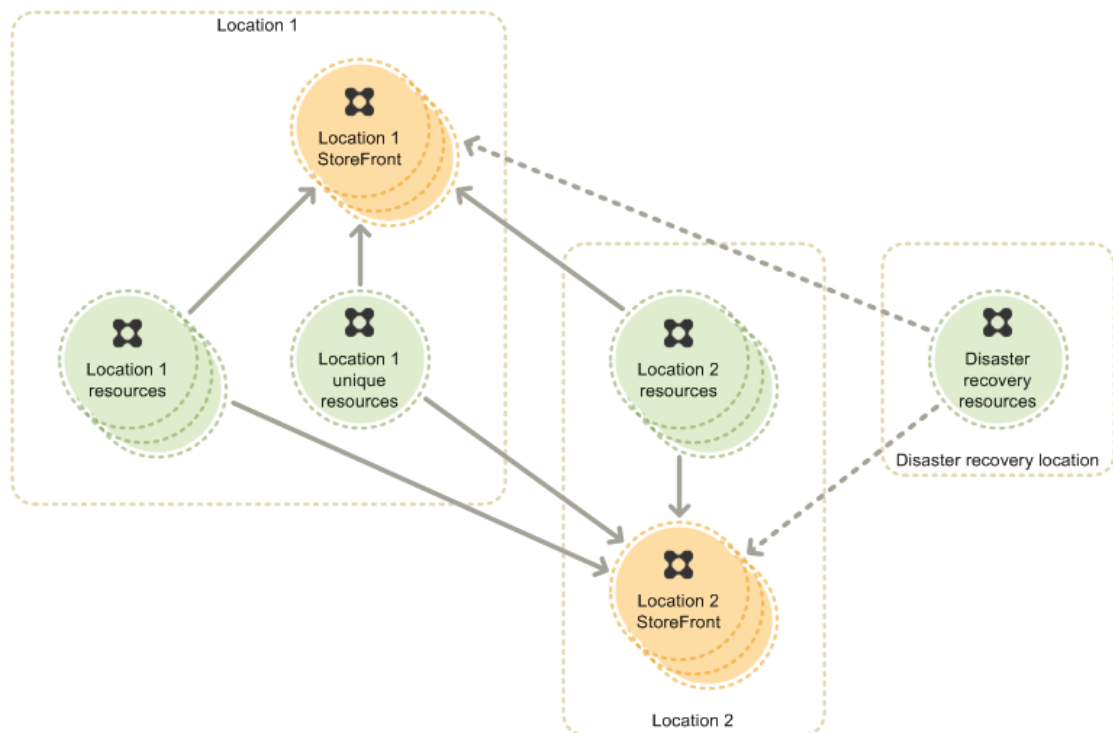 Location 1
Location 1
StoreFront
Location 1
resources
Location 1
unique
resources
Location 2
resources
Disaster
recovery
resources
Disaster recovery location
Location 2
StoreFront
Location 2